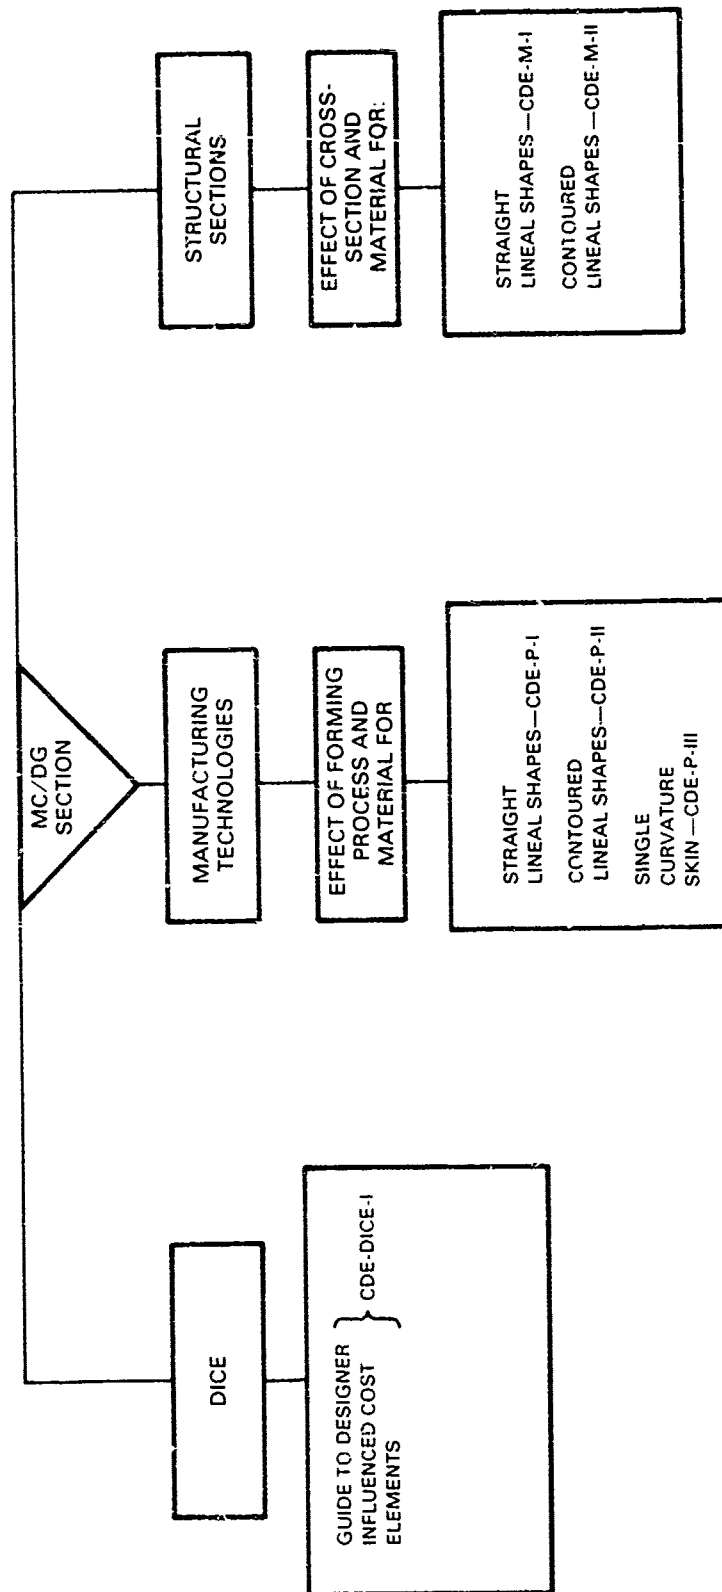 MC/DG
SECTION
DICE
GUIDE TO DESIGNER
INFLUENCED COST
ELEMENTS
CDE-DICE-I
MANUFACTURING
TECHNOLOGIES
EFFECT OF FORMING
PROCESS AND
MATERIAL FOR
STRAIGHT
LINEAL SHAPES—CDE-P-I
CONTOURED
LINEAL SHAPES—CDE-P-II
SINGLE
CURVATURE
SKIN—CDE-P-III
STRUCTURAL
SECTIONS
EFFECT OF CROSS-
SECTION AND
MATERIAL FOR:
STRAIGHT
LINEAL SHAPES—CDE-M-I
CONTOURED
LINEAL SHAPES—CDE-M-II